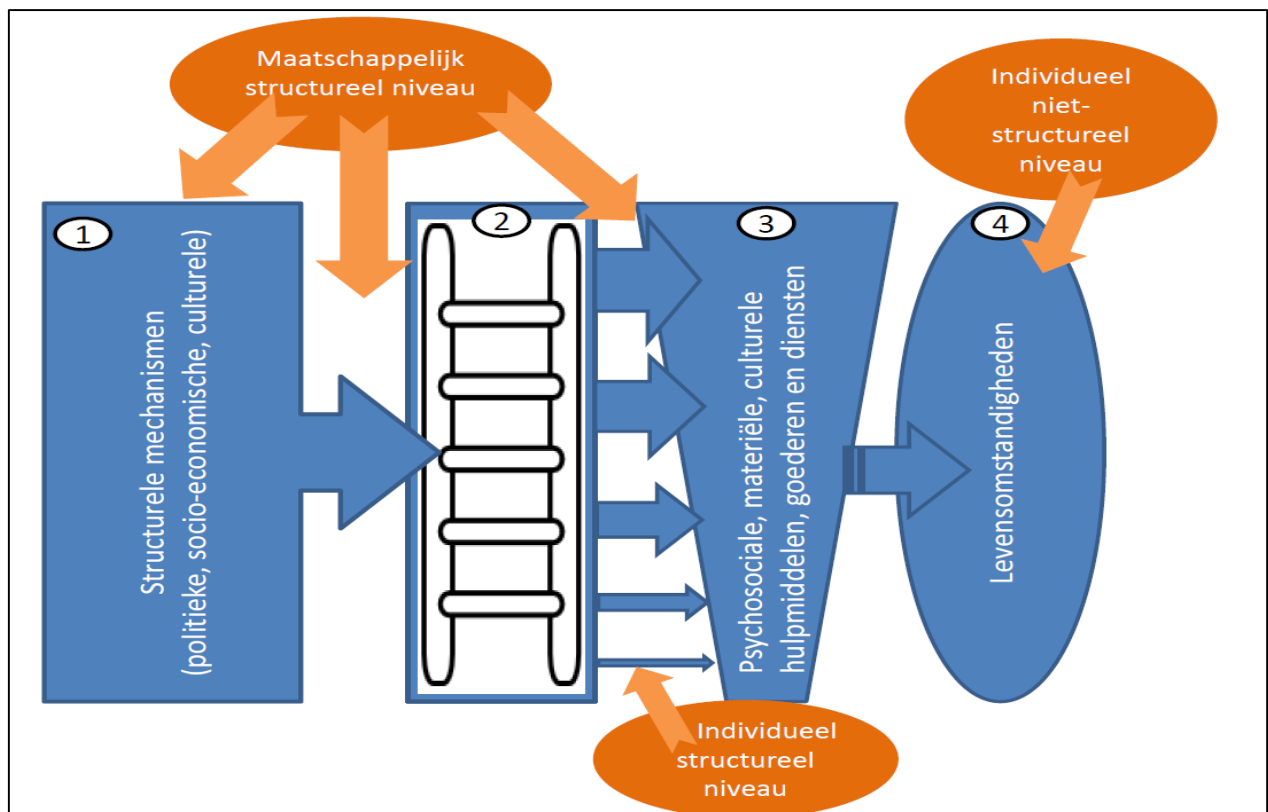 Maatschappelijk
structureel niveau
Individueel
niet-
structureel
niveau
1
Structurele mechanismen
(politieke, socio-economische, culturele)
2
3
Psychosociale, materiële, culturele
hulpmiddelen, goederen en diensten
4
Levensomstandigheden
Individueel
structureel
niveau